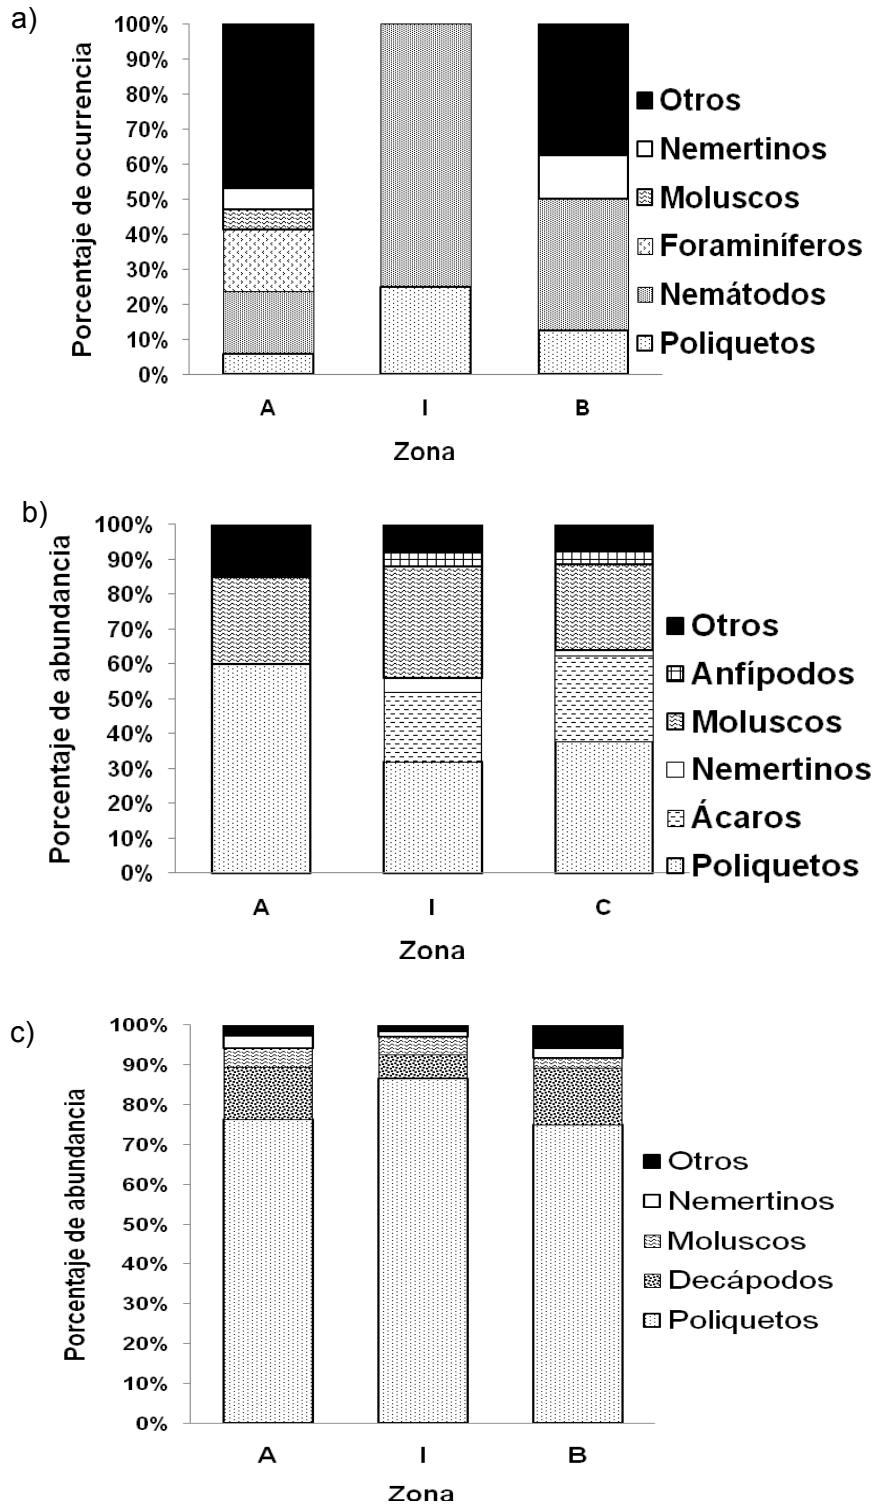 a)
Porcentaje de ocurrencia
100%
90%
80%
70%
60%
50%
40%
30%
20%
10%
0%
A I B
Zona
Otros
Nemertinos
Moluscos
Foraminíferos
Nemátodos
Poliquetos
b)
Porcentaje de abundancia
100%
90%
80%
70%
60%
50%
40%
30%
20%
10%
0%
A I C
Zona
Otros
Anfípodos
Moluscos
Nemertinos
Ácaros
Poliquetos
c)
Porcentaje de abundancia
100%
90%
80%
70%
60%
50%
40%
30%
20%
10%
0%
A I B
Zona
Otros
Nemertinos
Moluscos
Decápodos
Poliquetos